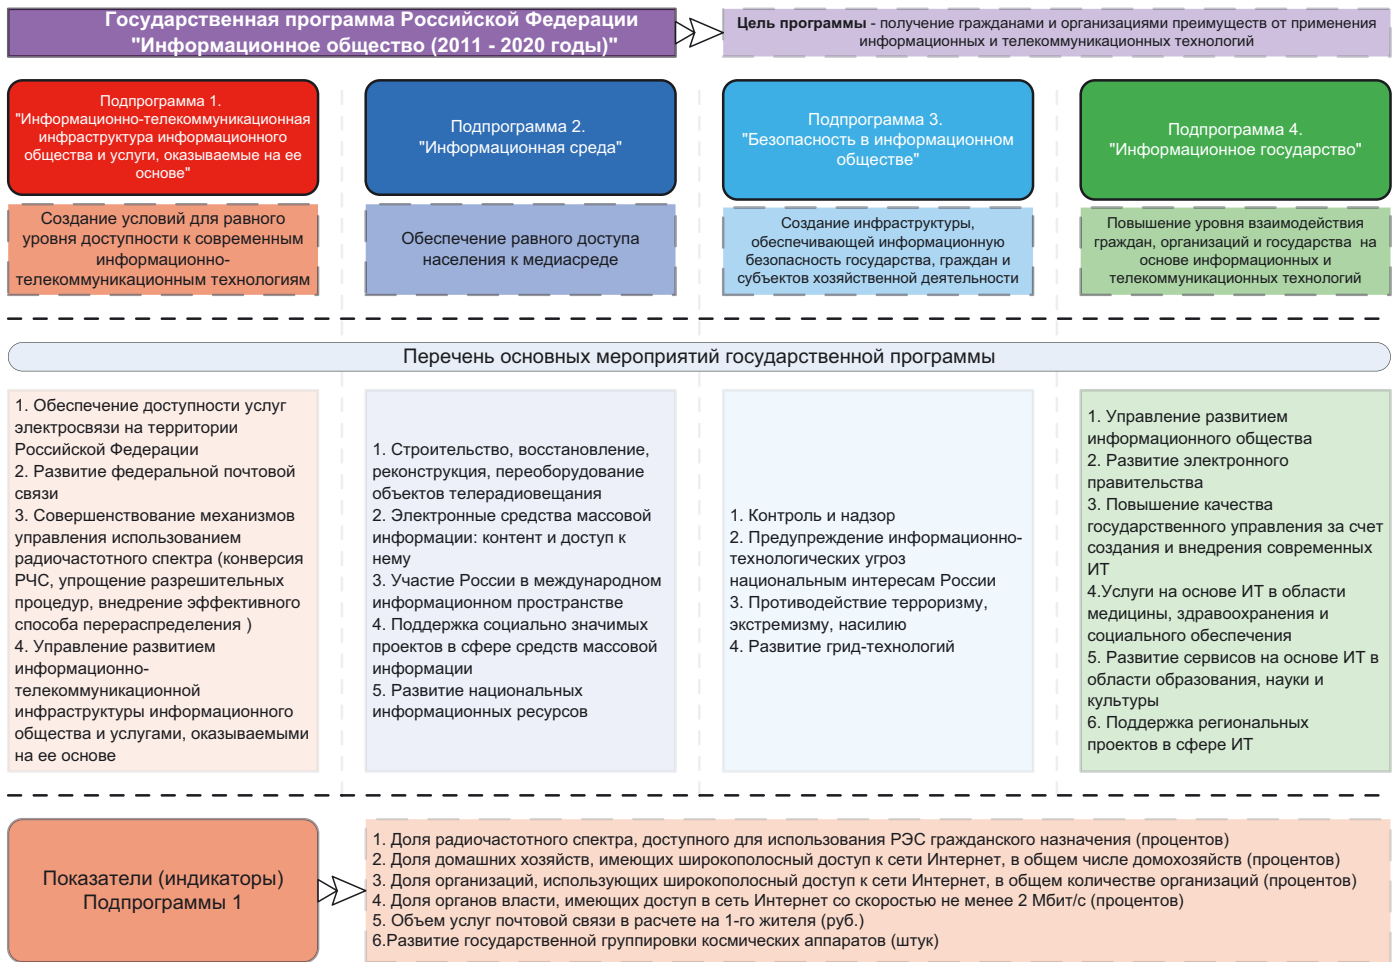 Государственная программа Российской Федерации
"Информационное общество (2011 - 2020 годы)"
Цель программы - получение гражданами и организациями преимуществ от применения
информационных и телекоммуникационных технологий
Подпрограмма 1.
"Информационно-телекоммуникационная
инфраструктура информационного
общества и услуги, оказываемые на ее
основе"
Подпрограмма 2.
"Информационная среда"
Подпрограмма 3.
"Безопасность в информационном
обществе"
Подпрограмма 4.
"Информационное государство"
Создание условий для равного
уровня доступности к современным
информационно-
телекоммуникационным технологиям
Обеспечение равного доступа
населения к медиасреде
Создание инфраструктуры,
обеспечивающей информационную
безопасность государства, граждан и
субъектов хозяйственной деятельности
Повышение уровня взаимодействия
граждан, организаций и государства на
основе информационных и
телекоммуникационных технологий
Перечень основных мероприятий государственной программы
1. Обеспечение доступности услуг
электросвязи на территории
Российской Федерации
2. Развитие федеральной почтовой
связи
3. Совершенствование механизмов
управления использованием
радиочастотного спектра (конверсия
РЧС, упрощение разрешительных
процедур, внедрение эффективного
способа перераспределения )
4. Управление развитием
информационно-
телекоммуникационной
инфраструктуры информационного
общества и услугами, оказываемыми
на ее основе
1. Строительство, восстановление,
реконструкция, переоборудование
объектов телерадиовещания
2. Электронные средства массовой
информации: контент и доступ к
нему
3. Участие России в международном
информационном пространстве
4. Поддержка социально значимых
проектов в сфере средств массовой
информации
5. Развитие национальных
информационных ресурсов
1. Контроль и надзор
2. Предупреждение информационно-
технологических угроз
национальным интересам России
3. Противодействие терроризму,
экстремизму, насилию
4. Развитие грид-технологий
1. Управление развитием
информационного общества
2. Развитие электронного
правительства
3. Повышение качества
государственного управления за счет
создания и внедрения современных
ИТ
4.Услуги на основе ИТ в области
медицины, здравоохранения и
социального обеспечения
5. Развитие сервисов на основе ИТ в
области образования, науки и
культуры
6. Поддержка региональных
проектов в сфере ИТ
Показатели (индикаторы)
Подпрограммы 1
1. Доля радиочастотного спектра, доступного для использования РЭС гражданского назначения (процентов)
2. Доля домашних хозяйств, имеющих широкополосный доступ к сети Интернет, в общем числе домохозяйств (процентов)
3. Доля организаций, использующих широкополосный доступ к сети Интернет, в общем количестве организаций (процентов)
4. Доля органов власти, имеющих доступ в сеть Интернет со скоростью не менее 2 Мбит/с (процентов)
5. Объем услуг почтовой связи в расчете на 1-го жителя (руб.)
6.Развитие государственной группировки космических аппаратов (штук)